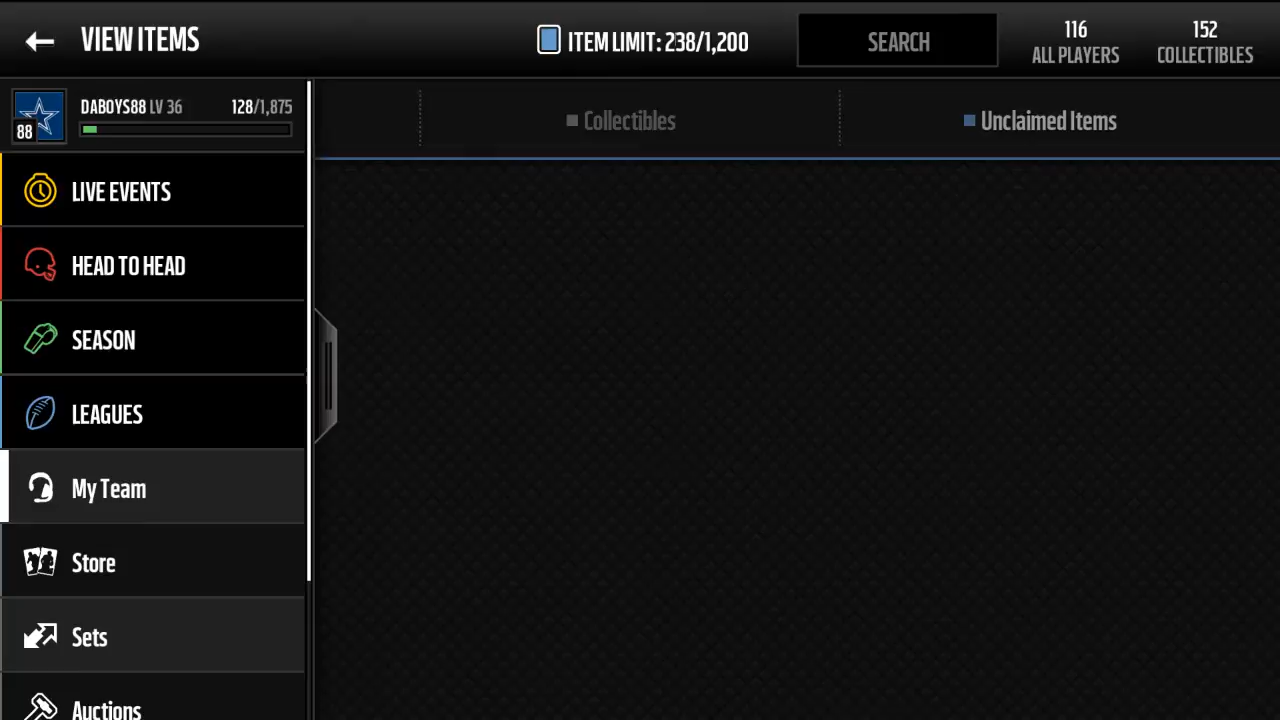 VIEW ITEMS
ITEM LIMIT: 238/1,200
SEARCH
116
ALL PLAYERS
152
COLLECTIBLES
88
DABOYS88 LV 36
128/1,875
Collectibles
Unclaimed Items
LIVE EVENTS
HEAD TO HEAD
SEASON
LEAGUES
My Team
Store
Sets
Auctions